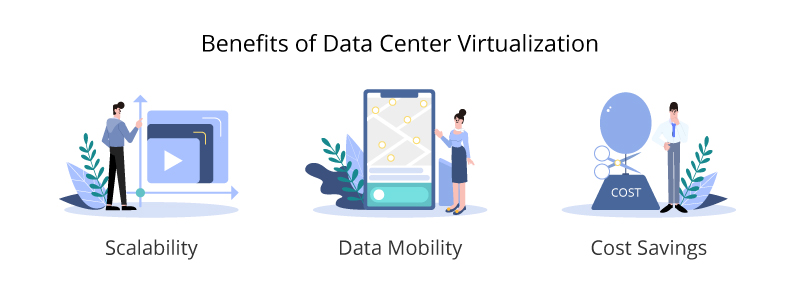 Benefits of Data Center Virtualization
COST
Scalability
Data Mobility
Cost Savings